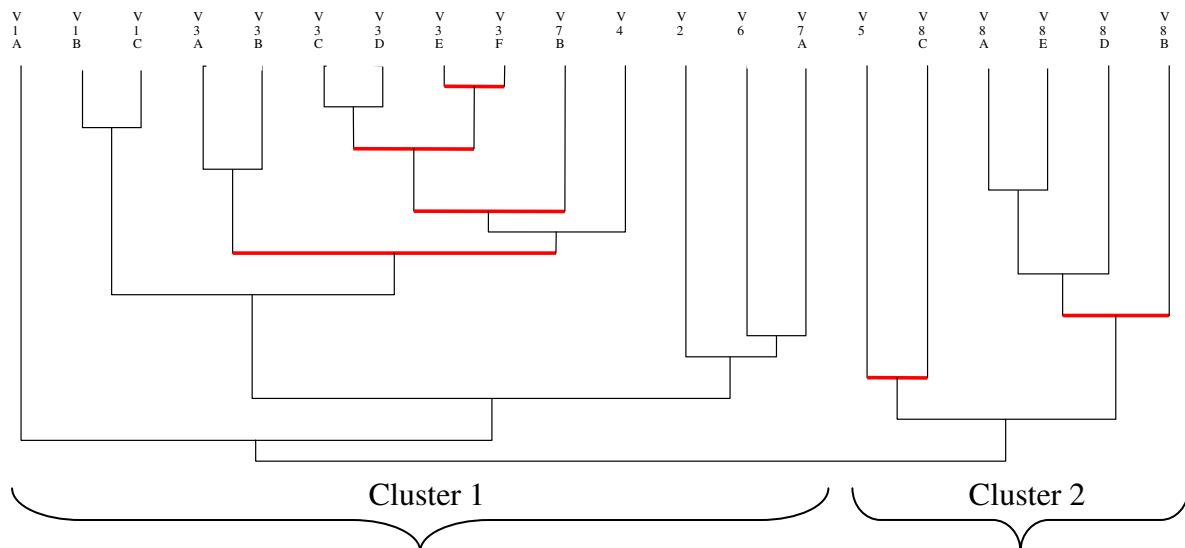 V1A
V1B
V1C
V3A
V3B
V3C
V3D
V3E
V3F
V7B
V4
V2
V6
V7A
V5
V8C
V8A
V8E
V8D
V8B
Cluster 1
Cluster 2